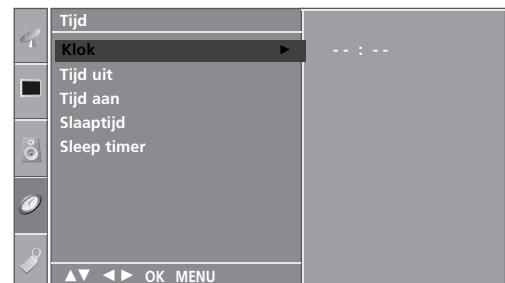 Tijd
Klok ► -- : --
Tijd uit
Tijd aan
Slaaptijd
Sleep timer
▲▼ ◄► OK MENU